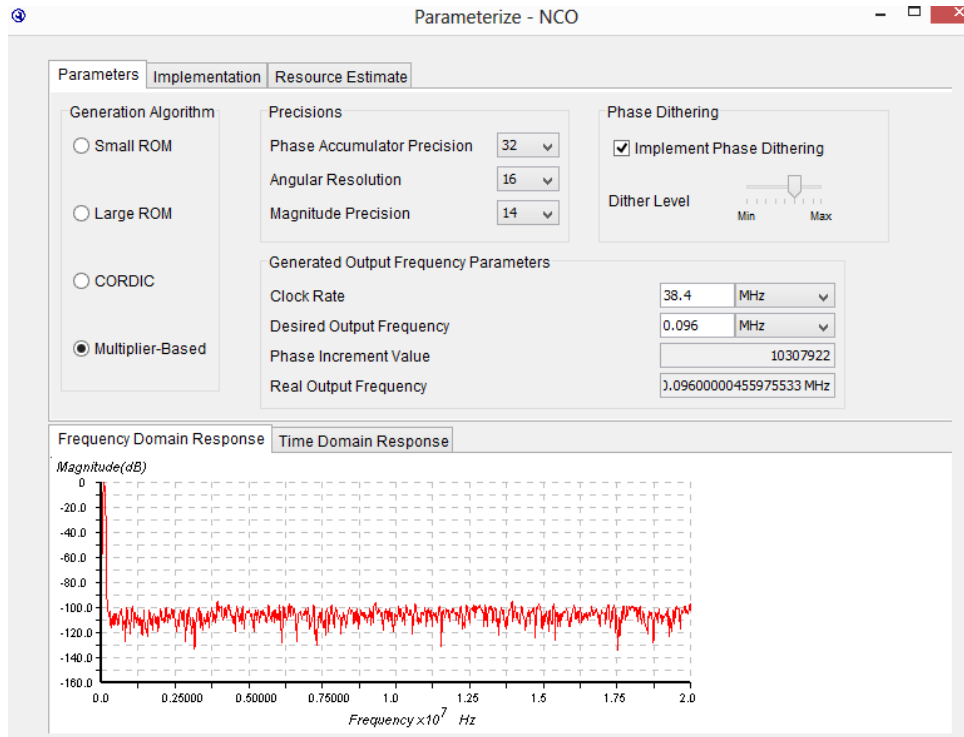 Parameterize - NCO
Parameters Implementation Resource Estimate
Generation Algorithm
Small ROM
Large ROM
CORDIC
Multiplier-Based
Precisions
Phase Accumulator Precision 32
Angular Resolution 16
Magnitude Precision 14
Phase Dithering
Implement Phase Dithering
Dither Level
Min Max
Generated Output Frequency Parameters
Clock Rate 38.4 MHz
Desired Output Frequency 0.096 MHz
Phase Increment Value 10307922
Real Output Frequency ).09600000455975533 MHz
Frequency Domain Response Time Domain Response
Magnitude(dB)
0
-20.0
-40.0
-60.0
-80.0
-100.0
-120.0
-140.0
-160.0
0.0 0.25000 0.50000 0.75000 1.0 1.25 1.5 1.75 2.0
Frequency x10^7 Hz